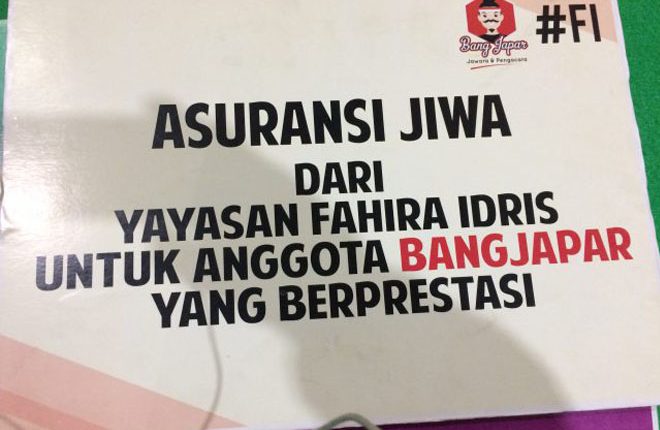 Bang Japar
Jawara & Pengacara
#FI
ASURANSI JIWA
DARI
YAYASAN FAHIRA IDRIS
UNTUK ANGGOTA BANGJAPAR
YANG BERPRESTASI